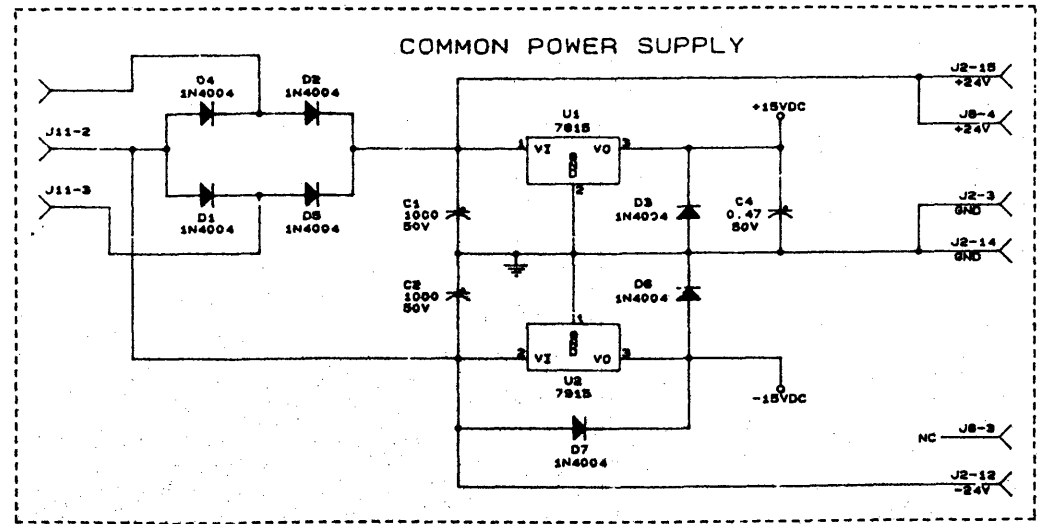 COMMON POWER SUPPLY
J2-15
+24V
J8-4
+24V
D4
1N4004
D2
1N4004
+15VDC
U1
7815
J11-2
1
VI
VO
3
GND
2
J11-3
D1
1N4004
D5
1N4004
C1
1000
50V
D3
1N4004
C4
0.47
50V
J2-3
GND
J2-14
GND
C2
1000
50V
D6
1N4004
1
GND
2
VI
VO
3
U2
7915
-15VDC
D7
1N4004
NC
J8-3
J2-12
-24V